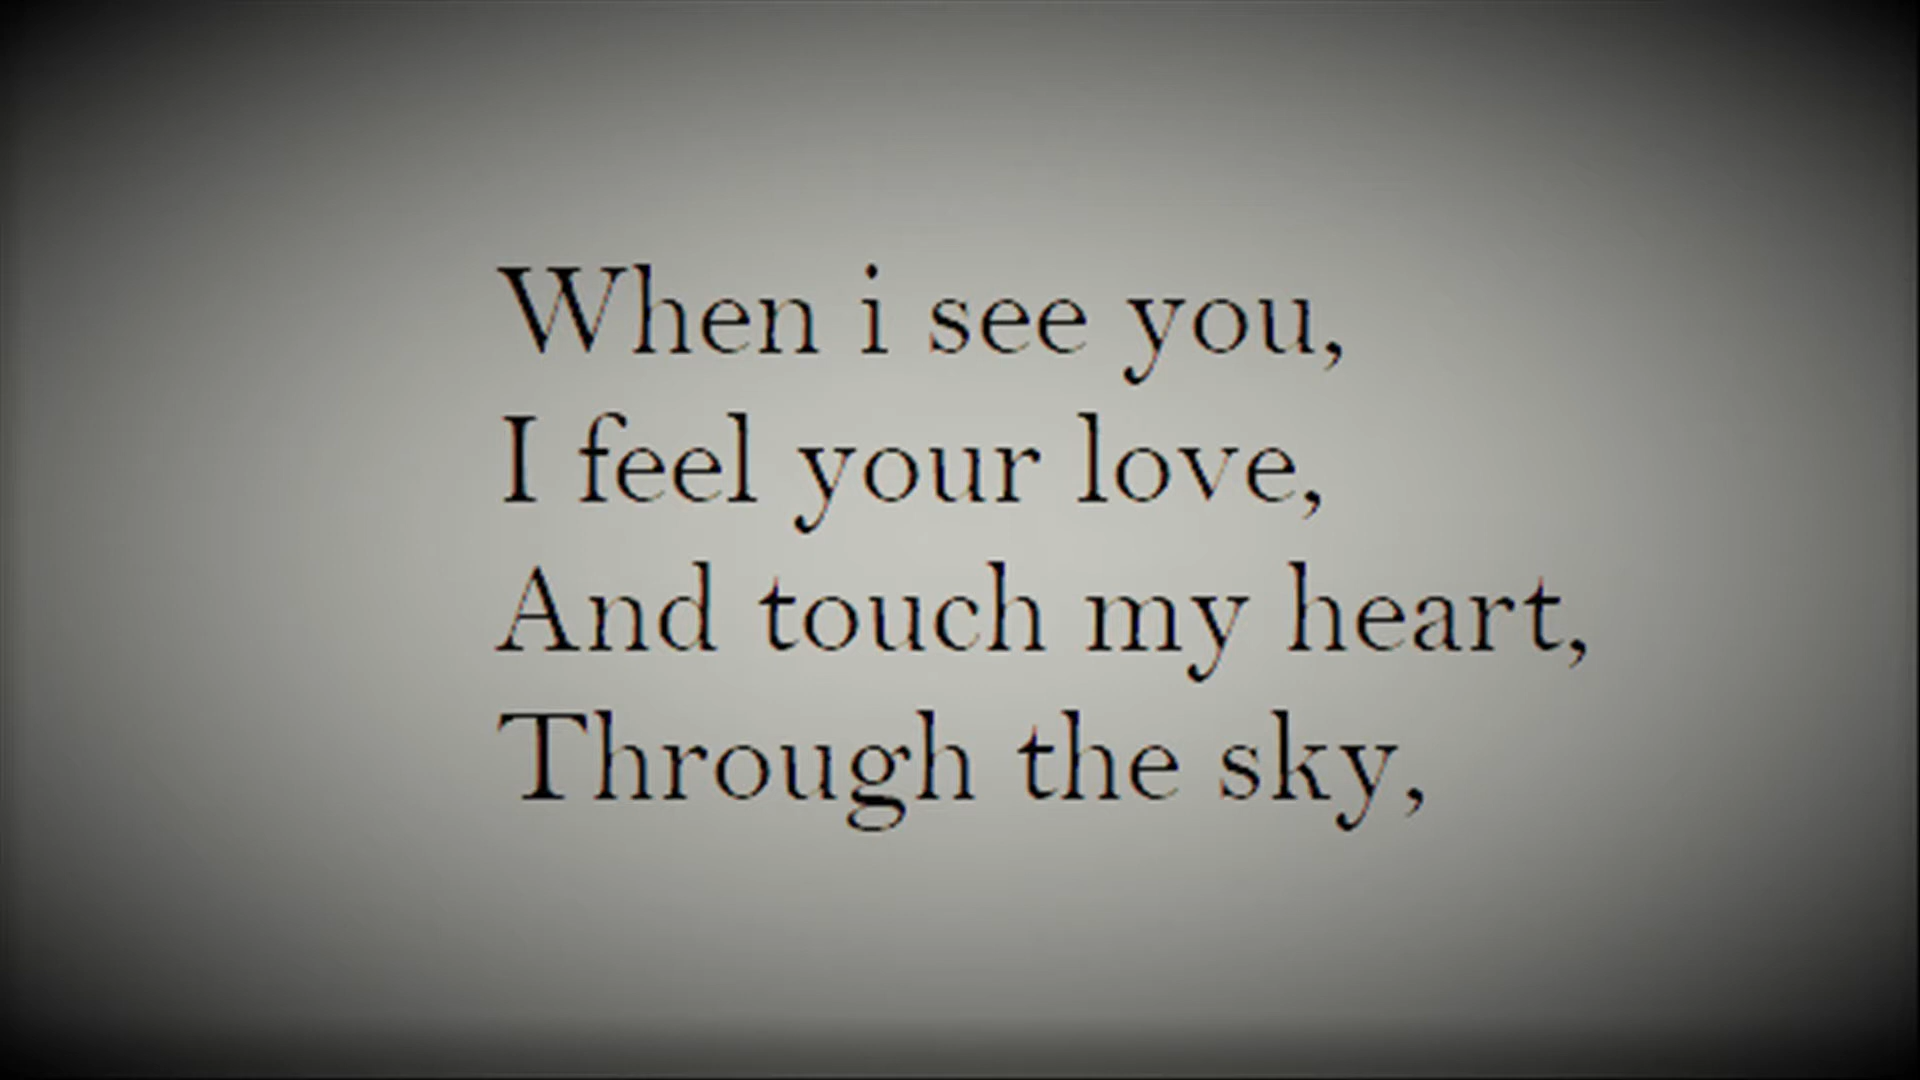 When i see you,
I feel your love,
And touch my heart,
Through the sky,